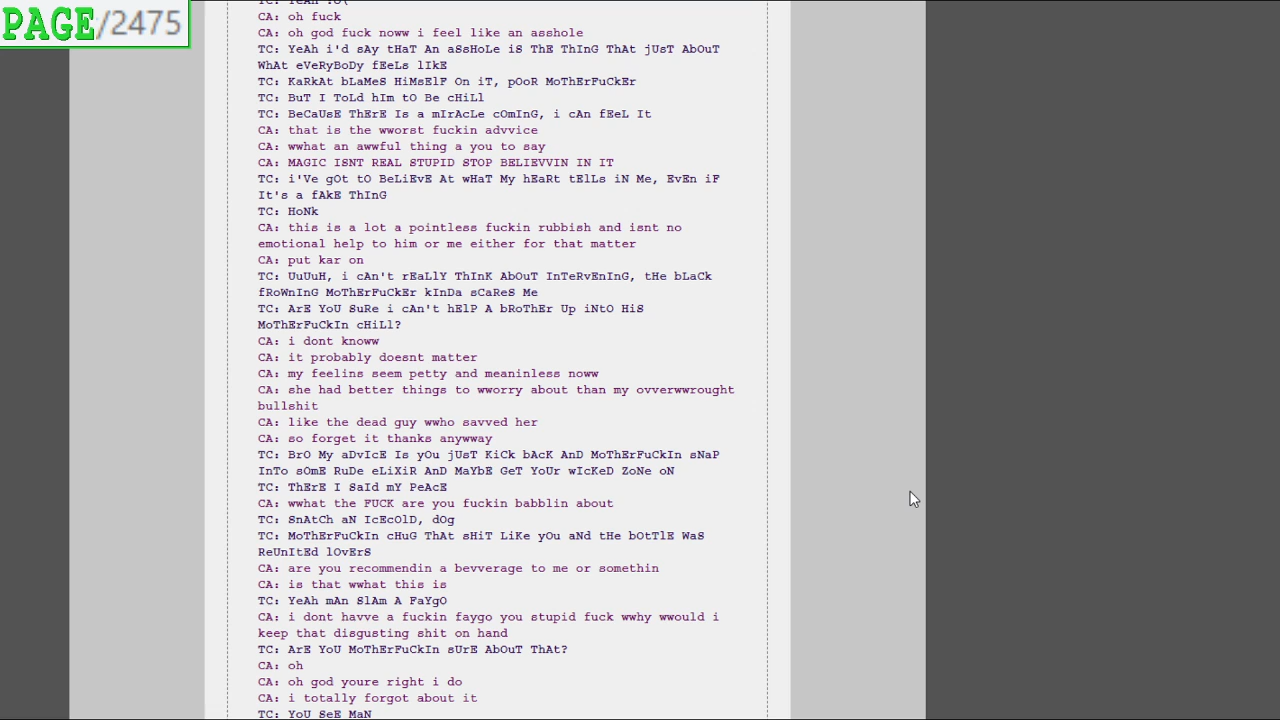 PAGE/2475
CA: oh fuck
CA: oh god fuck noww i feel like an asshole
TC: YeAh i'd sAy tHaT An aSsHoLe iS ThE ThInG ThAt jUsT AbOuT
WhAt eVeRyBoDy fEeLs lIkE
TC: KaRkAt bLaMeS HiMsElF On iT, pOoR MoThErFuCkEr
TC: BuT I ToLd hIm tO Be cHiLl
TC: BeCaUsE ThErE Is a mIrAcLe cOmInG, i cAn fEeL It
CA: that is the wworst fuckin advvice
CA: wwhat an awwful thing a you to say
CA: MAGIC ISNT REAL STUPID STOP BELIEVVIN IN IT
TC: i'Ve gOt tO BeLiEvE At wHaT My hEaRt tElLs iN Me, EvEn iF
It's a fAkE ThInG
TC: HoNk
CA: this is a lot a pointless fuckin rubbish and isnt no
emotional help to him or me either for that matter
CA: put kar on
TC: UuUuH, i cAn't rEaLlY ThInK AbOuT InTeRvEnInG, tHe bLaCk
fRoWnInG MoThErFuCkEr kInDa sCaReS Me
TC: ArE YoU SuRe i cAn't hElP A bRoThEr Up iNtO HiS
MoThErFuCkIn cHiLl?
CA: i dont knoww
CA: it probably doesnt matter
CA: my feelins seem petty and meaninless noww
CA: she had better things to wworry about than my ovverwwrought
bullshit
CA: like the dead guy wwho savved her
CA: so forget it thanks anywway
TC: BrO My aDvIcE Is yOu jUsT KiCk bAcK AnD MoThErFuCkIn sNaP
InTo sOmE RuDe eLiXiR AnD MaYbE GeT YoUr wIcKeD ZoNe oN
TC: ThErE I SaId mY PeAcE
CA: wwhat the FUCK are you fuckin babblin about
TC: SnAtCh aN IcEcOlD, dOg
TC: MoThErFuCkIn cHuG ThAt sHiT LiKe yOu aNd tHe bOtTlE WaS
ReUnItEd lOvErS
CA: are you recommendin a bevverage to me or somethin
CA: is that wwhat this is
TC: YeAh mAn SlAm A FaYgO
CA: i dont havve a fuckin faygo you stupid fuck wwhy wwould i
keep that disgusting shit on hand
TC: ArE YoU MoThErFuCkIn sUrE AbOuT ThAt?
CA: oh
CA: oh god youre right i do
CA: i totally forgot about it
TC: YoU SeE MaN